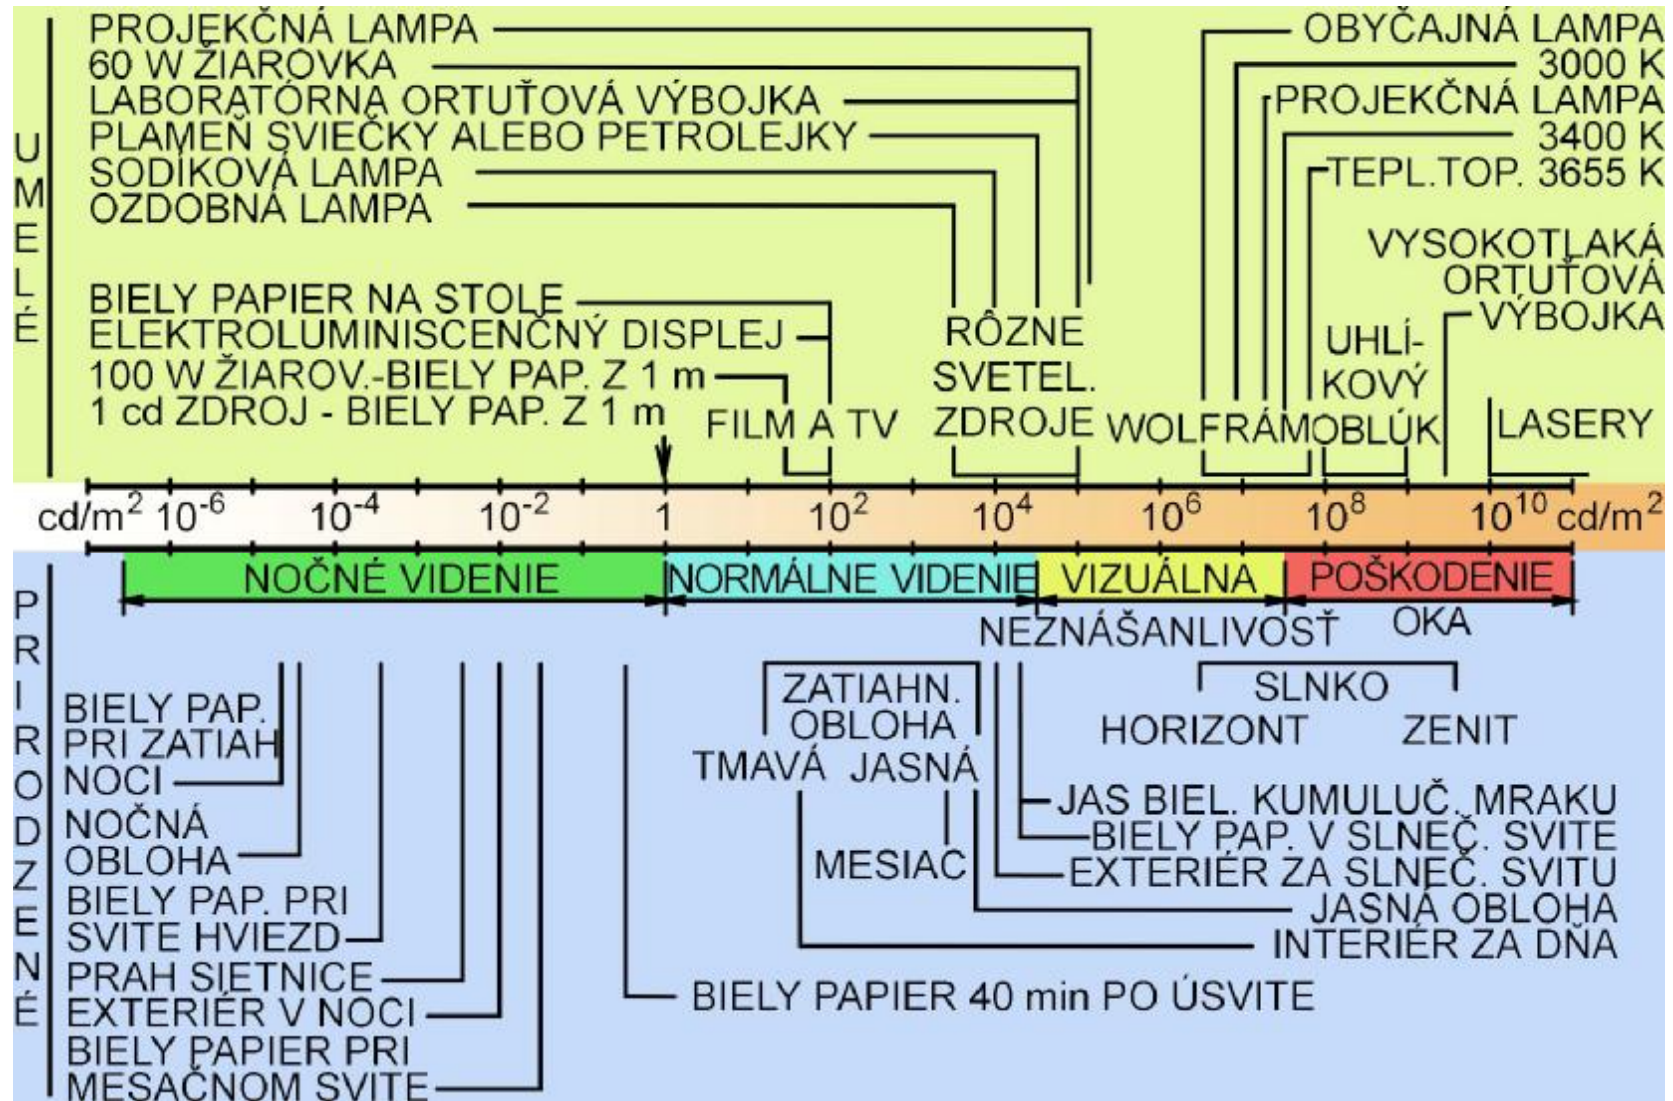 UMELÉ
PROJEKČNÁ LAMPA
60 W ŽIAROVKA
LABORATÓRNA ORTUŤOVÁ VÝBOJKA
PLAMEŇ SVIEČKY ALEBO PETROLEJKY
SODÍKOVÁ LAMPA
OZDOBNÁ LAMPA
BIELY PAPIER NA STOLE
ELEKTROLUMINISCENČNÝ DISPLEJ
100 W ŽIAROV.-BIELY PAP. Z 1 m
1 cd ZDROJ - BIELY PAP. Z 1 m
FILM A TV
RÔZNE
SVETEL.
ZDROJE
OBYČAJNÁ LAMPA
3000 K
PROJEKČNÁ LAMPA
3400 K
TEPL.TOP. 3655 K
WOLFRÁM
UHLÍ-
KOVÝ
OBLÚK
VYSOKOTLAKÁ
ORTUŤOVÁ
VÝBOJKA
LASERY
cd/m² 10⁻⁶ 10⁻⁴ 10⁻² 1 10² 10⁴ 10⁶ 10⁸ 10¹⁰ cd/m²
NOČNÉ VIDENIE
NORMÁLNE VIDENIE
VIZUÁLNA
NEZNÁŠANLIVOSŤ
POŠKODENIE
OKA
PRIRODZENÉ
BIELY PAP.
PRI ZATIAH
NOCI
NOČNÁ
OBLOHA
BIELY PAP. PRI
SVITE HVIEZD
PRAH SIETNICE
EXTERIÉR V NOCI
BIELY PAPIER PRI
MESAČNOM SVITE
BIELY PAPIER 40 min PO ÚSVITE
ZATIAHN.
OBLOHA
TMAVÁ JASNÁ
MESIAC
SLNKO
HORIZONT ZENIT
JAS BIEL. KUMULUČ. MRAKU
BIELY PAP. V SLNEČ. SVITE
EXTERIÉR ZA SLNEČ. SVITU
JASNÁ OBLOHA
INTERIÉR ZA DŇA